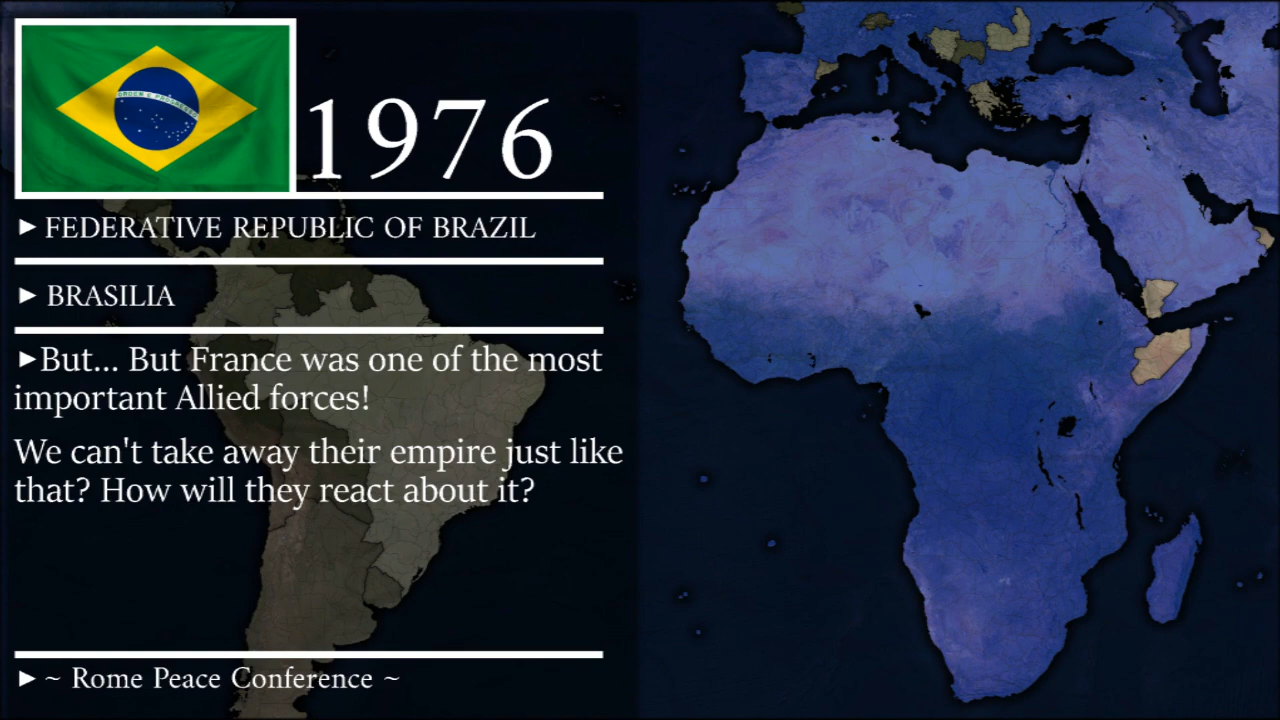 1976
►FEDERATIVE REPUBLIC OF BRAZIL
►BRASILIA
►But... But France was one of the most
important Allied forces!
We can't take away their empire just like
that? How will they react about it?
►~ Rome Peace Conference ~